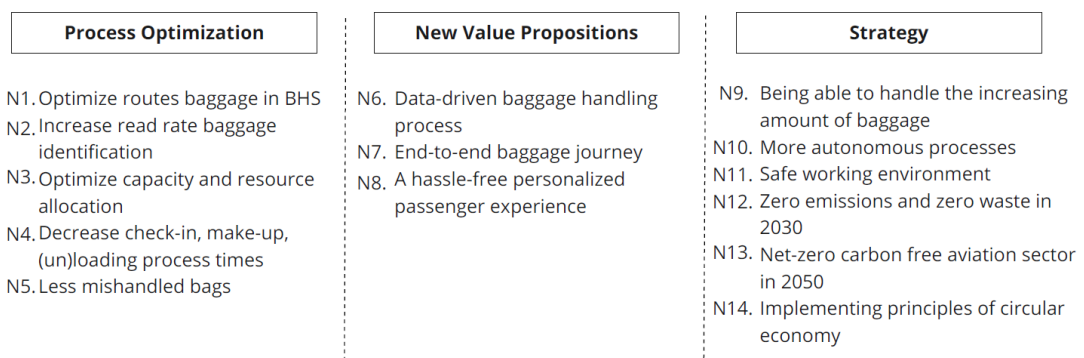 Process Optimization
N1. Optimize routes baggage in BHS
N2. Increase read rate baggage
identification
N3. Optimize capacity and resource
allocation
N4. Decrease check-in, make-up,
(un)loading process times
N5. Less mishandled bags
New Value Propositions
N6. Data-driven baggage handling
process
N7. End-to-end baggage journey
N8. A hassle-free personalized
passenger experience
Strategy
N9. Being able to handle the increasing
amount of baggage
N10. More autonomous processes
N11. Safe working environment
N12. Zero emissions and zero waste in
2030
N13. Net-zero carbon free aviation sector
in 2050
N14. Implementing principles of circular
economy